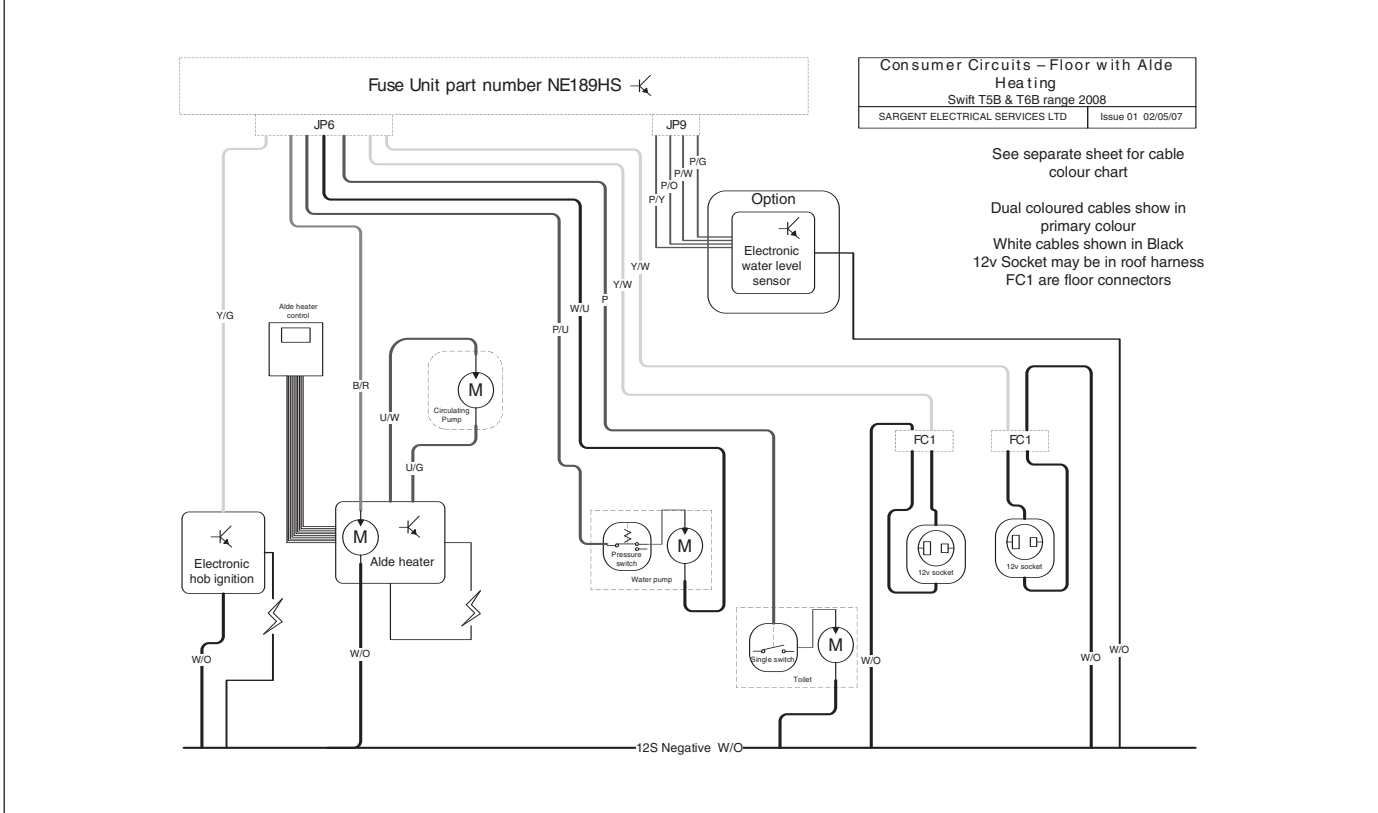 Fuse Unit part number NE189HS
Consumer Circuits – Floor with Alde
Heating
Swift T5B & T6B range 2008
SARGENT ELECTRICAL SERVICES LTD
Issue 01 02/05/07
JP6
JP9
See separate sheet for cable
colour chart
Dual coloured cables show in
primary colour
White cables shown in Black
12v Socket may be in roof harness
FC1 are floor connectors
P/G
P/W
P/O
P/Y
Option
Electronic
water level
sensor
Y/W
Y/W
P
W/U
P/U
Y/G
Alde heater
control
B/R
U/W
U/G
M
Circulating
Pump
FC1
FC1
Electronic
hob ignition
M
Alde heater
Pressure
switch
M
Water pump
12v socket
12v socket
Single switch
M
Toilet
W/O
W/O
W/O
W/O
W/O
12S Negative W/O